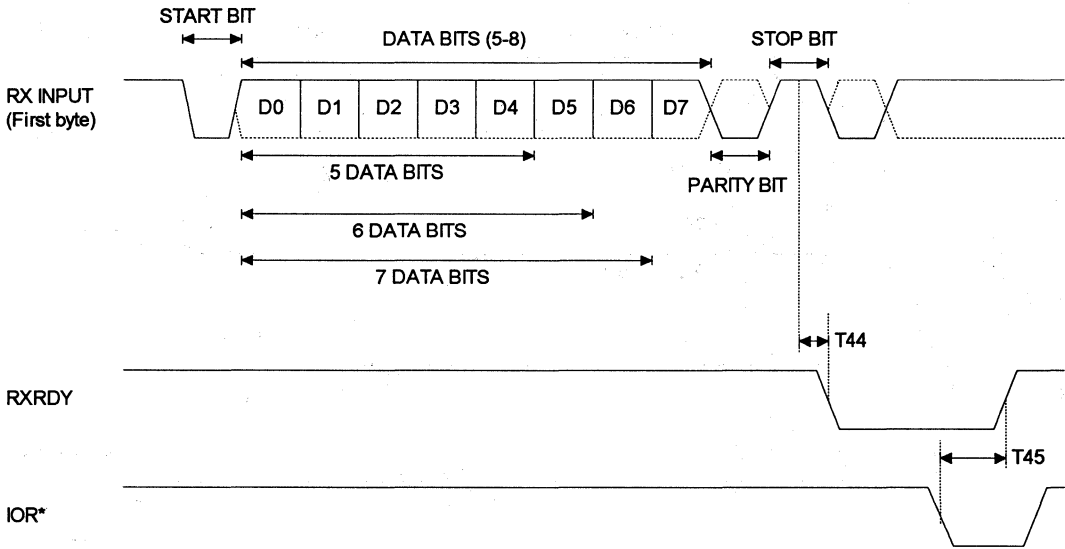 START BIT
DATA BITS (5-8)
STOP BIT
RX INPUT
(First byte)
D0 D1 D2 D3 D4 D5 D6 D7
5 DATA BITS
PARITY BIT
6 DATA BITS
7 DATA BITS
T44
RXRDY
T45
IOR*